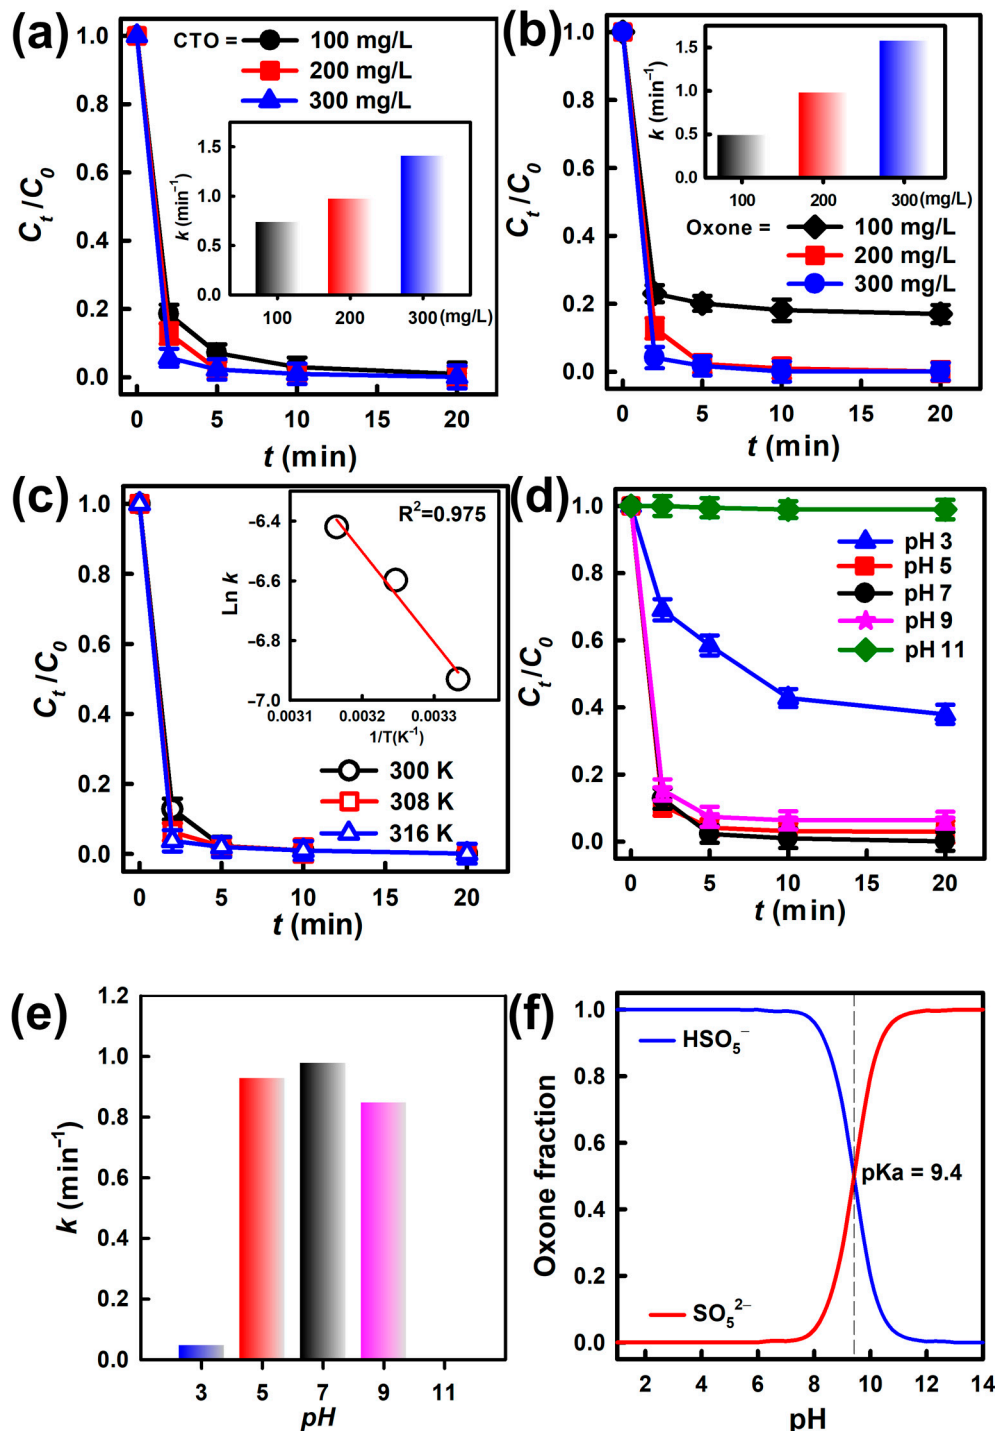 (a)
CTO =
100 mg/L
200 mg/L
300 mg/L
1.0
0.8
0.6
0.4
0.2
0.0
C_t/C_0
0
5
10
15
20
t (min)
1.5
1.0
0.5
0.0
k (min⁻¹)
100
200
300 (mg/L)
(b)
1.0
0.8
0.6
0.4
0.2
0.0
C_t/C_0
0
5
10
15
20
t (min)
1.5
1.0
0.5
0.0
k (min⁻¹)
100
200
300 (mg/L)
Oxone =
100 mg/L
200 mg/L
300 mg/L
(c)
1.0
0.8
0.6
0.4
0.2
0.0
C_t/C_0
0
5
10
15
20
t (min)
R²=0.975
−6.4
−6.6
−6.8
−7.0
Ln k
0.0031
0.0032
0.0033
1/T(K⁻¹)
300 K
308 K
316 K
(d)
1.0
0.8
0.6
0.4
0.2
0.0
C_t/C_0
0
5
10
15
20
t (min)
pH 3
pH 5
pH 7
pH 9
pH 11
(e)
1.2
1.0
0.8
0.6
0.4
0.2
0.0
k (min⁻¹)
3
5
7
9
11
pH
(f)
1.0
0.8
0.6
0.4
0.2
0.0
Oxone fraction
HSO₅⁻
pKa = 9.4
SO₅²⁻
2
4
6
8
10
12
14
pH